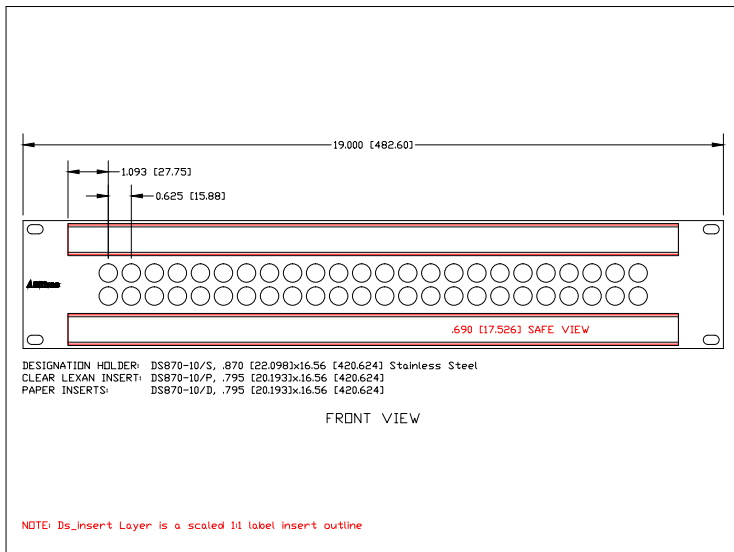 19.000 [482.60]
1.093 [27.75]
0.625 [15.88]
.690 [17.526] SAFE VIEW
DESIGNATION HOLDER: DS870-10/S, .870 [22.098]x16.56 [420.624] Stainless Steel
CLEAR LEXAN INSERT: DS870-10/P, .795 [20.193]x16.56 [420.624]
PAPER INSERTS: DS870-10/D, .795 [20.193]x16.56 [420.624]
FRONT VIEW
NOTE: Ds_insert Layer is a scaled 1:1 label insert outline